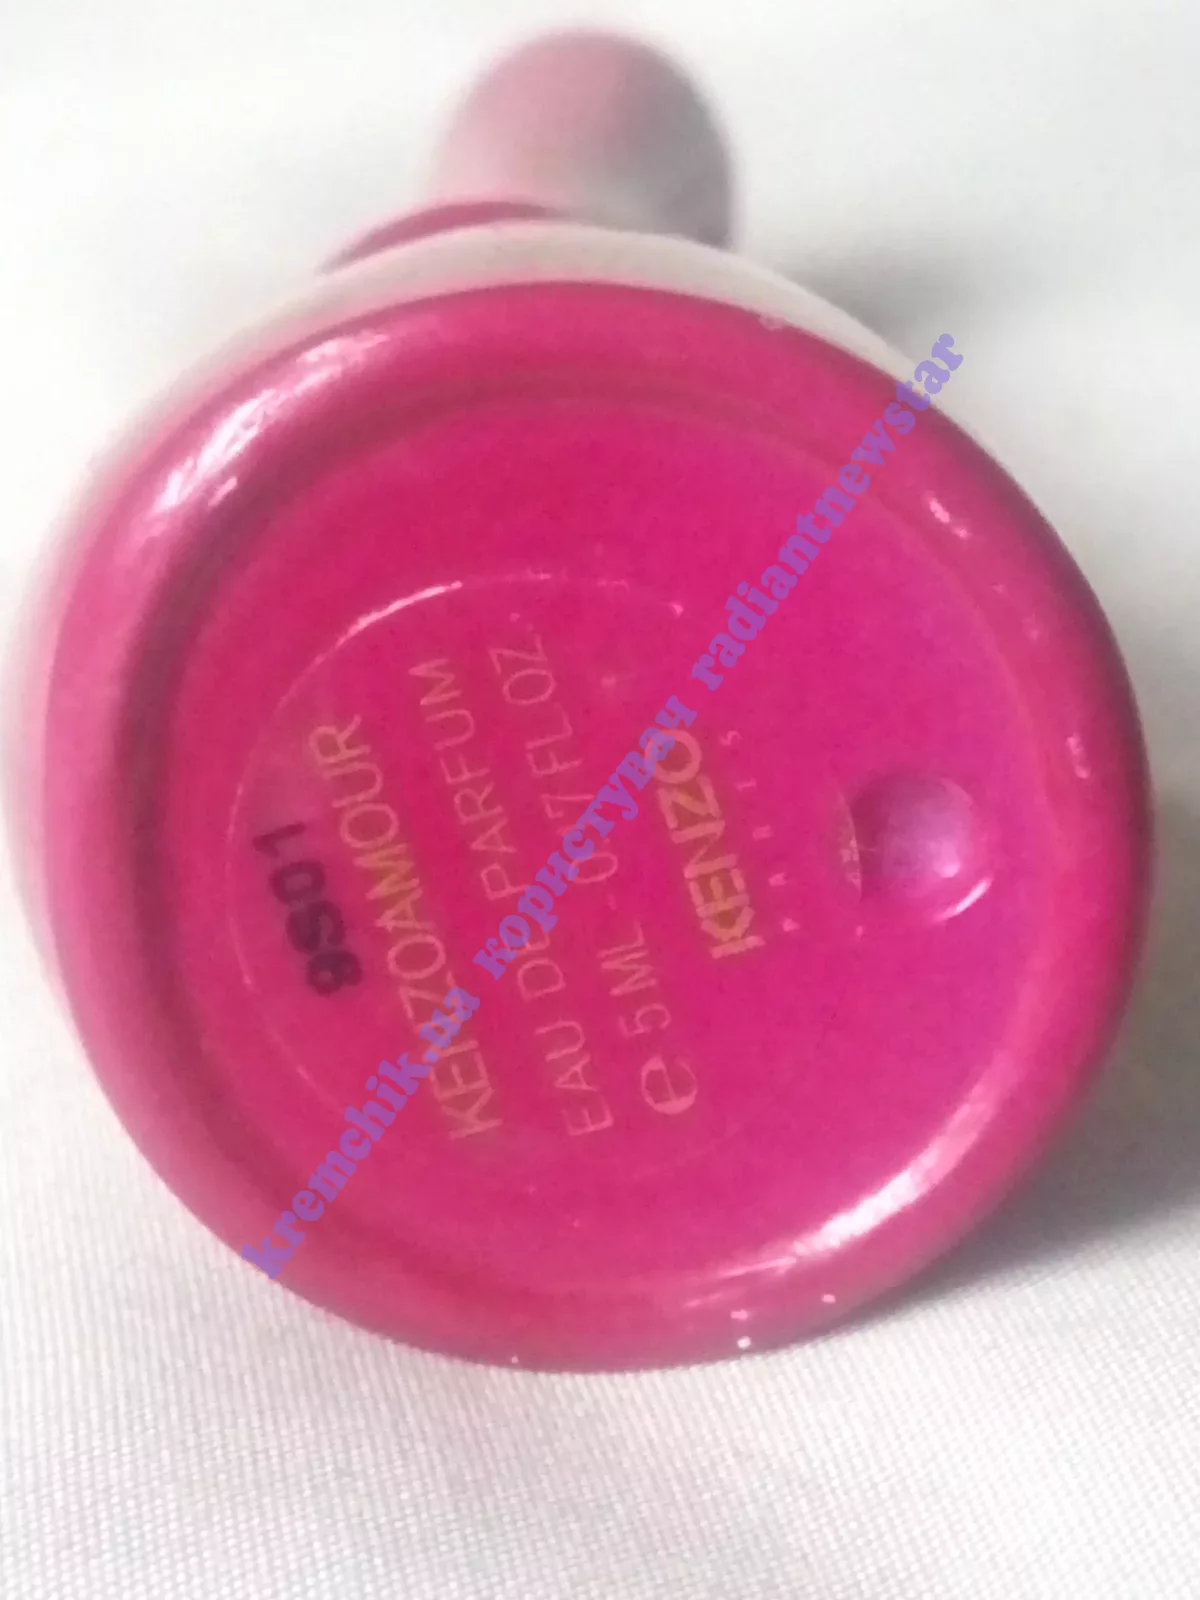 9S01
KENZOAMOUR
EAU DE PARFUM
e 5 ML - 0.17 FL.OZ.
KENZO
PARIS
kremchik.ua користувач radiantnewstar